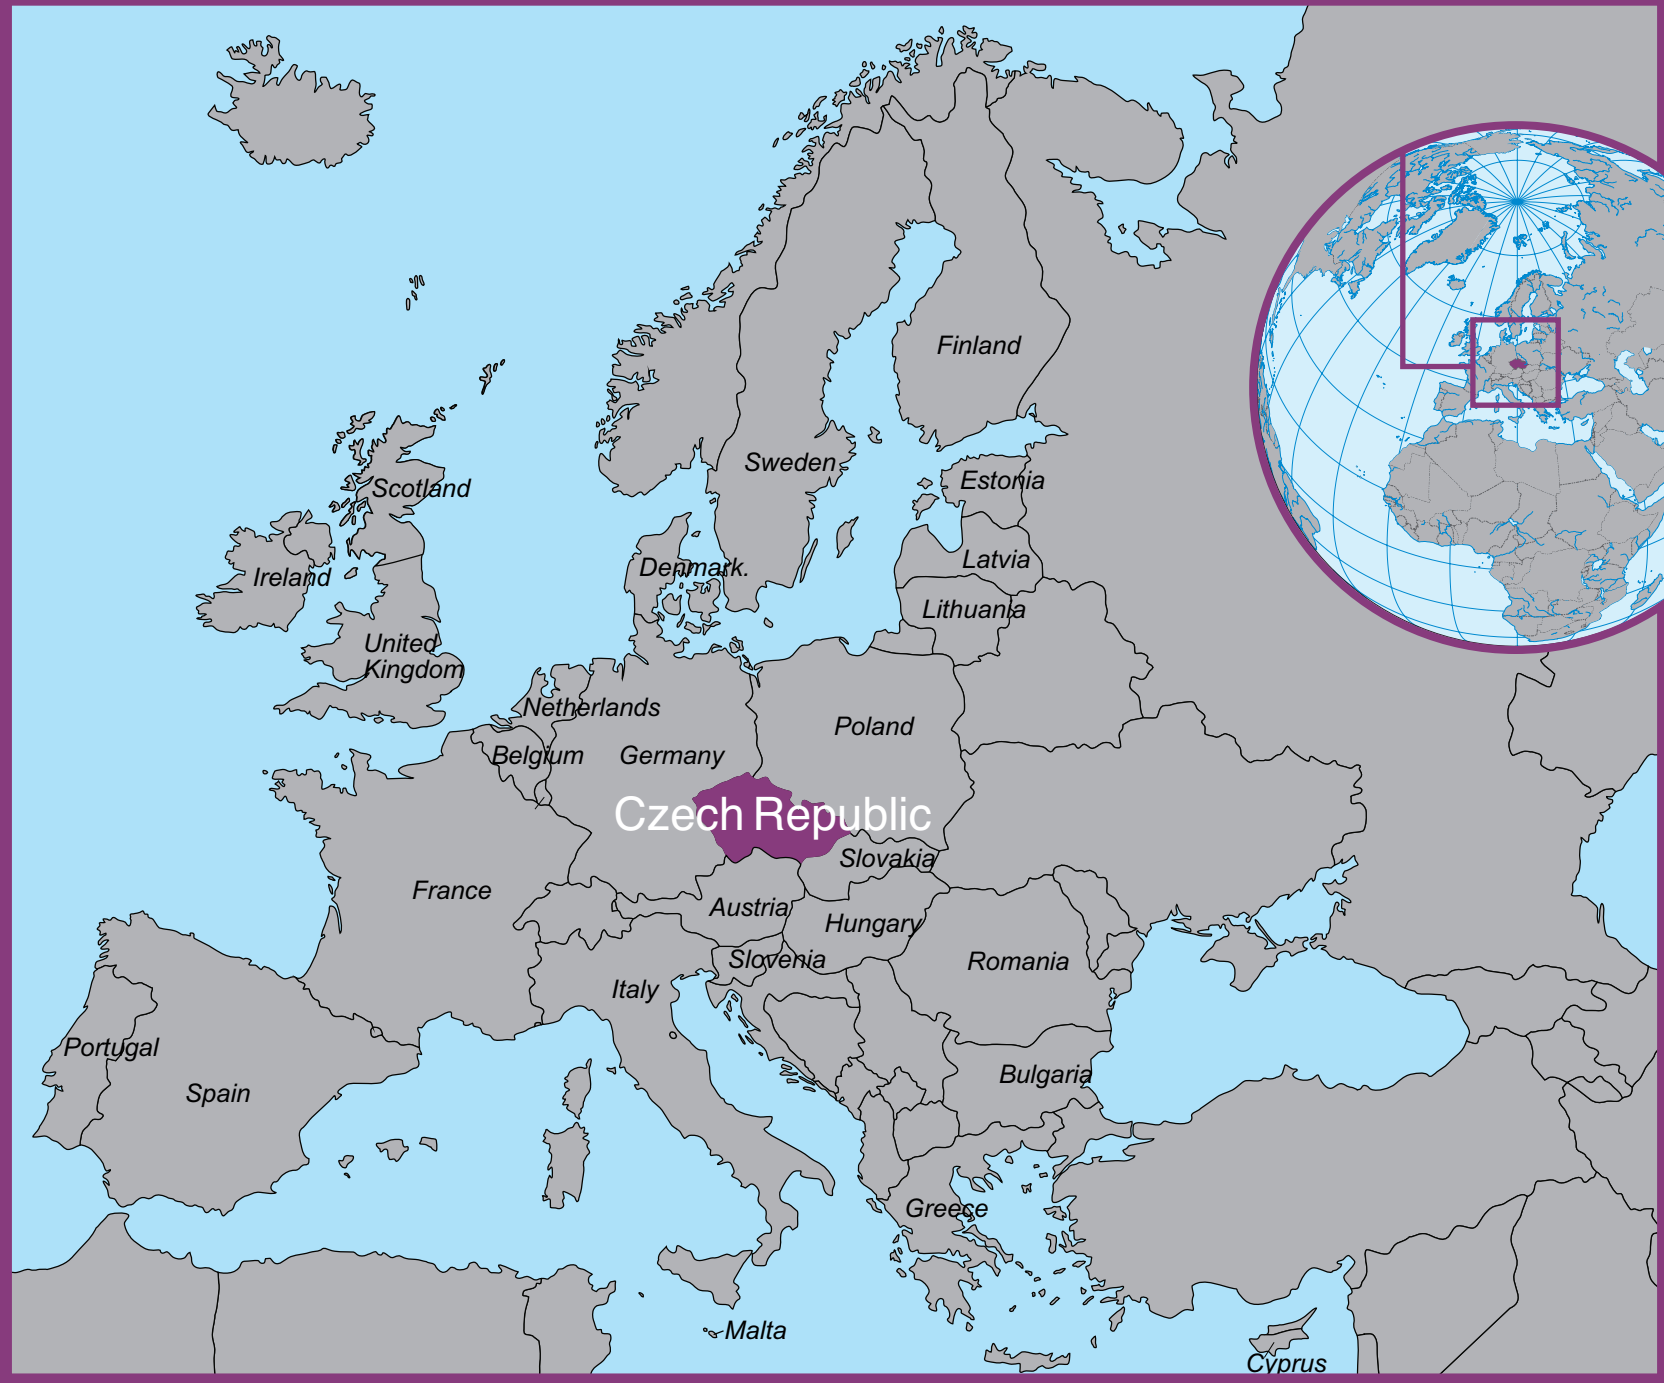 Finland
Sweden
Estonia
Scotland
Latvia
Denmark.
Ireland
Lithuania
United
Kingdom
Netherlands
Poland
Belgium
Germany
Czech Republic
Slovakia
France
Austria
Hungary
Slovenia
Romania
Italy
Portugal
Bulgaria
Spain
Greece
Malta
Cyprus